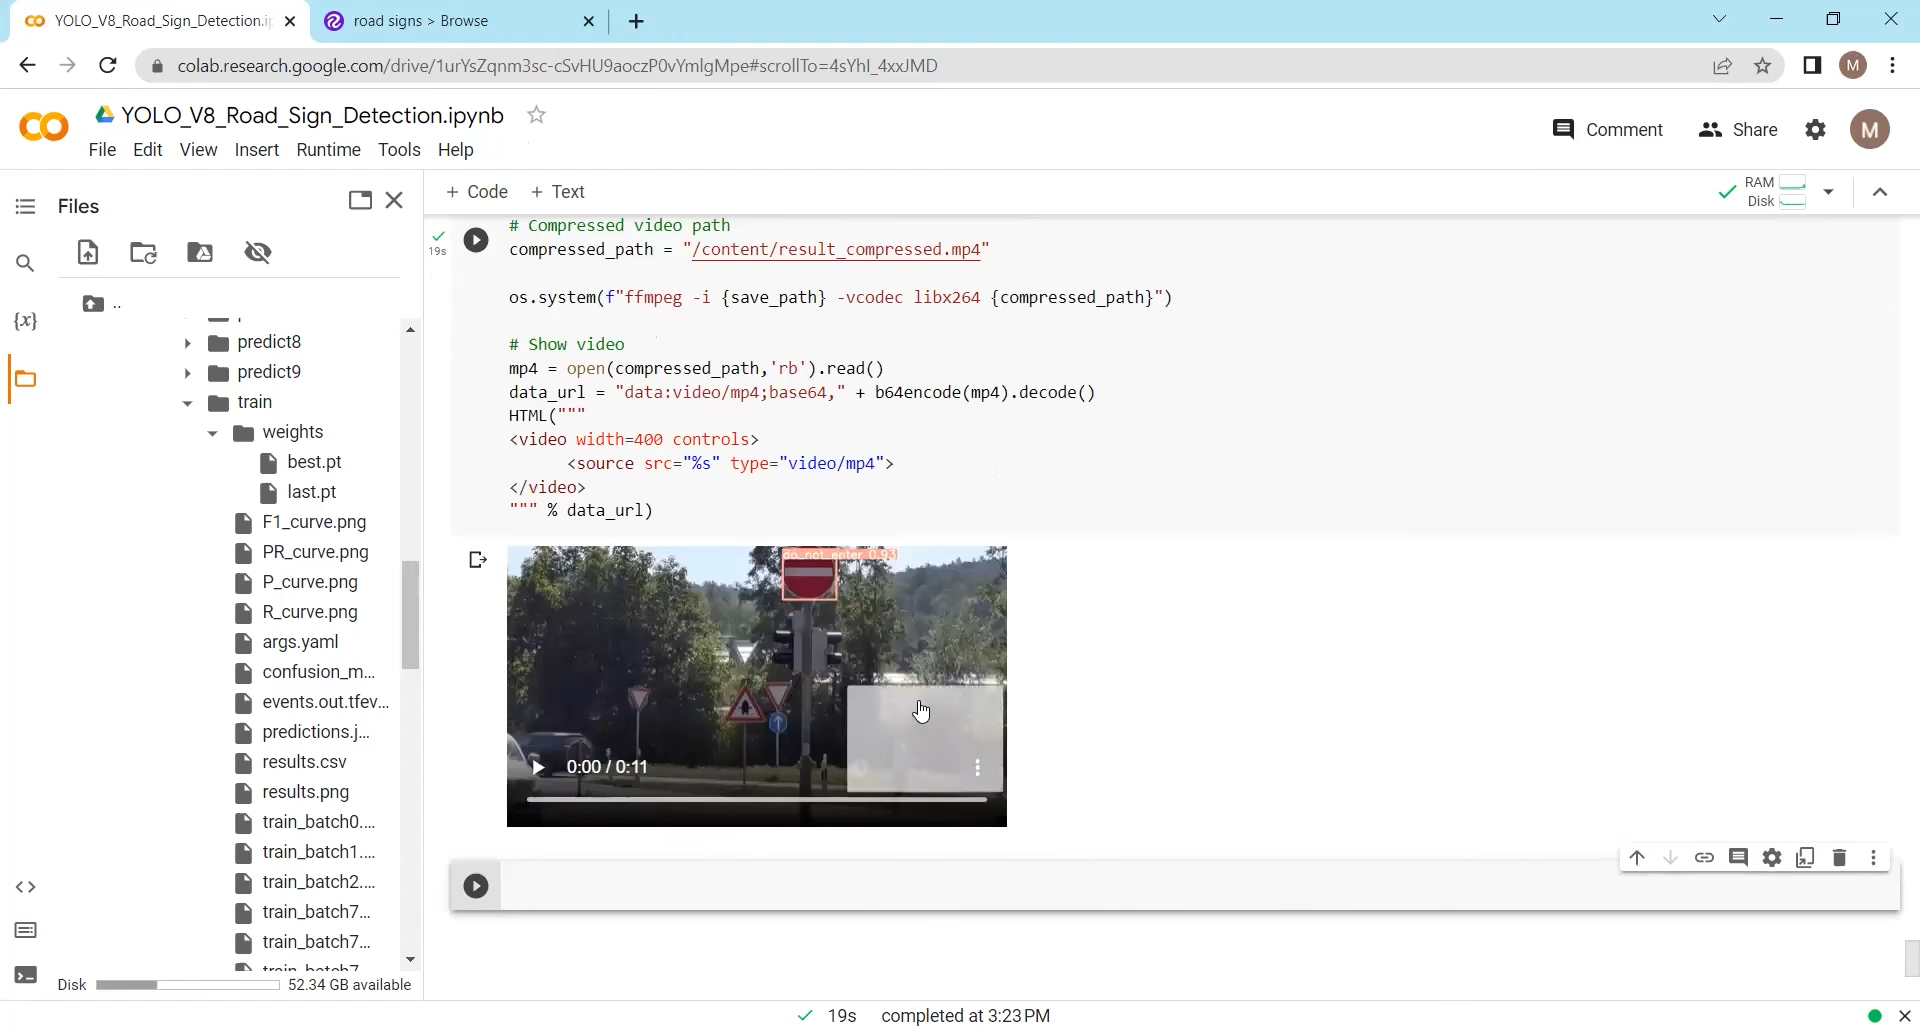 YOLO_V8_Road_Sign_Detection.ip
road signs > Browse
colab.research.google.com/drive/1urYsZqnm3sc-cSvHU9aoczP0vYmlgMpe#scrollTo=4sYhI_4xxJMD
M
YOLO_V8_Road_Sign_Detection.ipynb
Comment
Share
M
File Edit View Insert Runtime Tools Help
Files
+ Code + Text
RAM
Disk
..
{x}
predict8
predict9
train
weights
best.pt
last.pt
F1_curve.png
PR_curve.png
P_curve.png
R_curve.png
args.yaml
confusion_m...
events.out.tfev...
predictions.j...
results.csv
results.png
train_batch0....
train_batch1....
train_batch2....
train_batch7...
train_batch7...
Disk 52.34 GB available
19s
# Compressed video path
compressed_path = "/content/result_compressed.mp4"
os.system(f"ffmpeg -i {save_path} -vcodec libx264 {compressed_path}")
# Show video
mp4 = open(compressed_path,'rb').read()
data_url = "data:video/mp4;base64," + b64encode(mp4).decode()
HTML("""
<video width=400 controls>
<source src="%s" type="video/mp4">
</video>
""" % data_url)
do_not_enter 0.93
0:00 / 0:11
19s completed at 3:23 PM